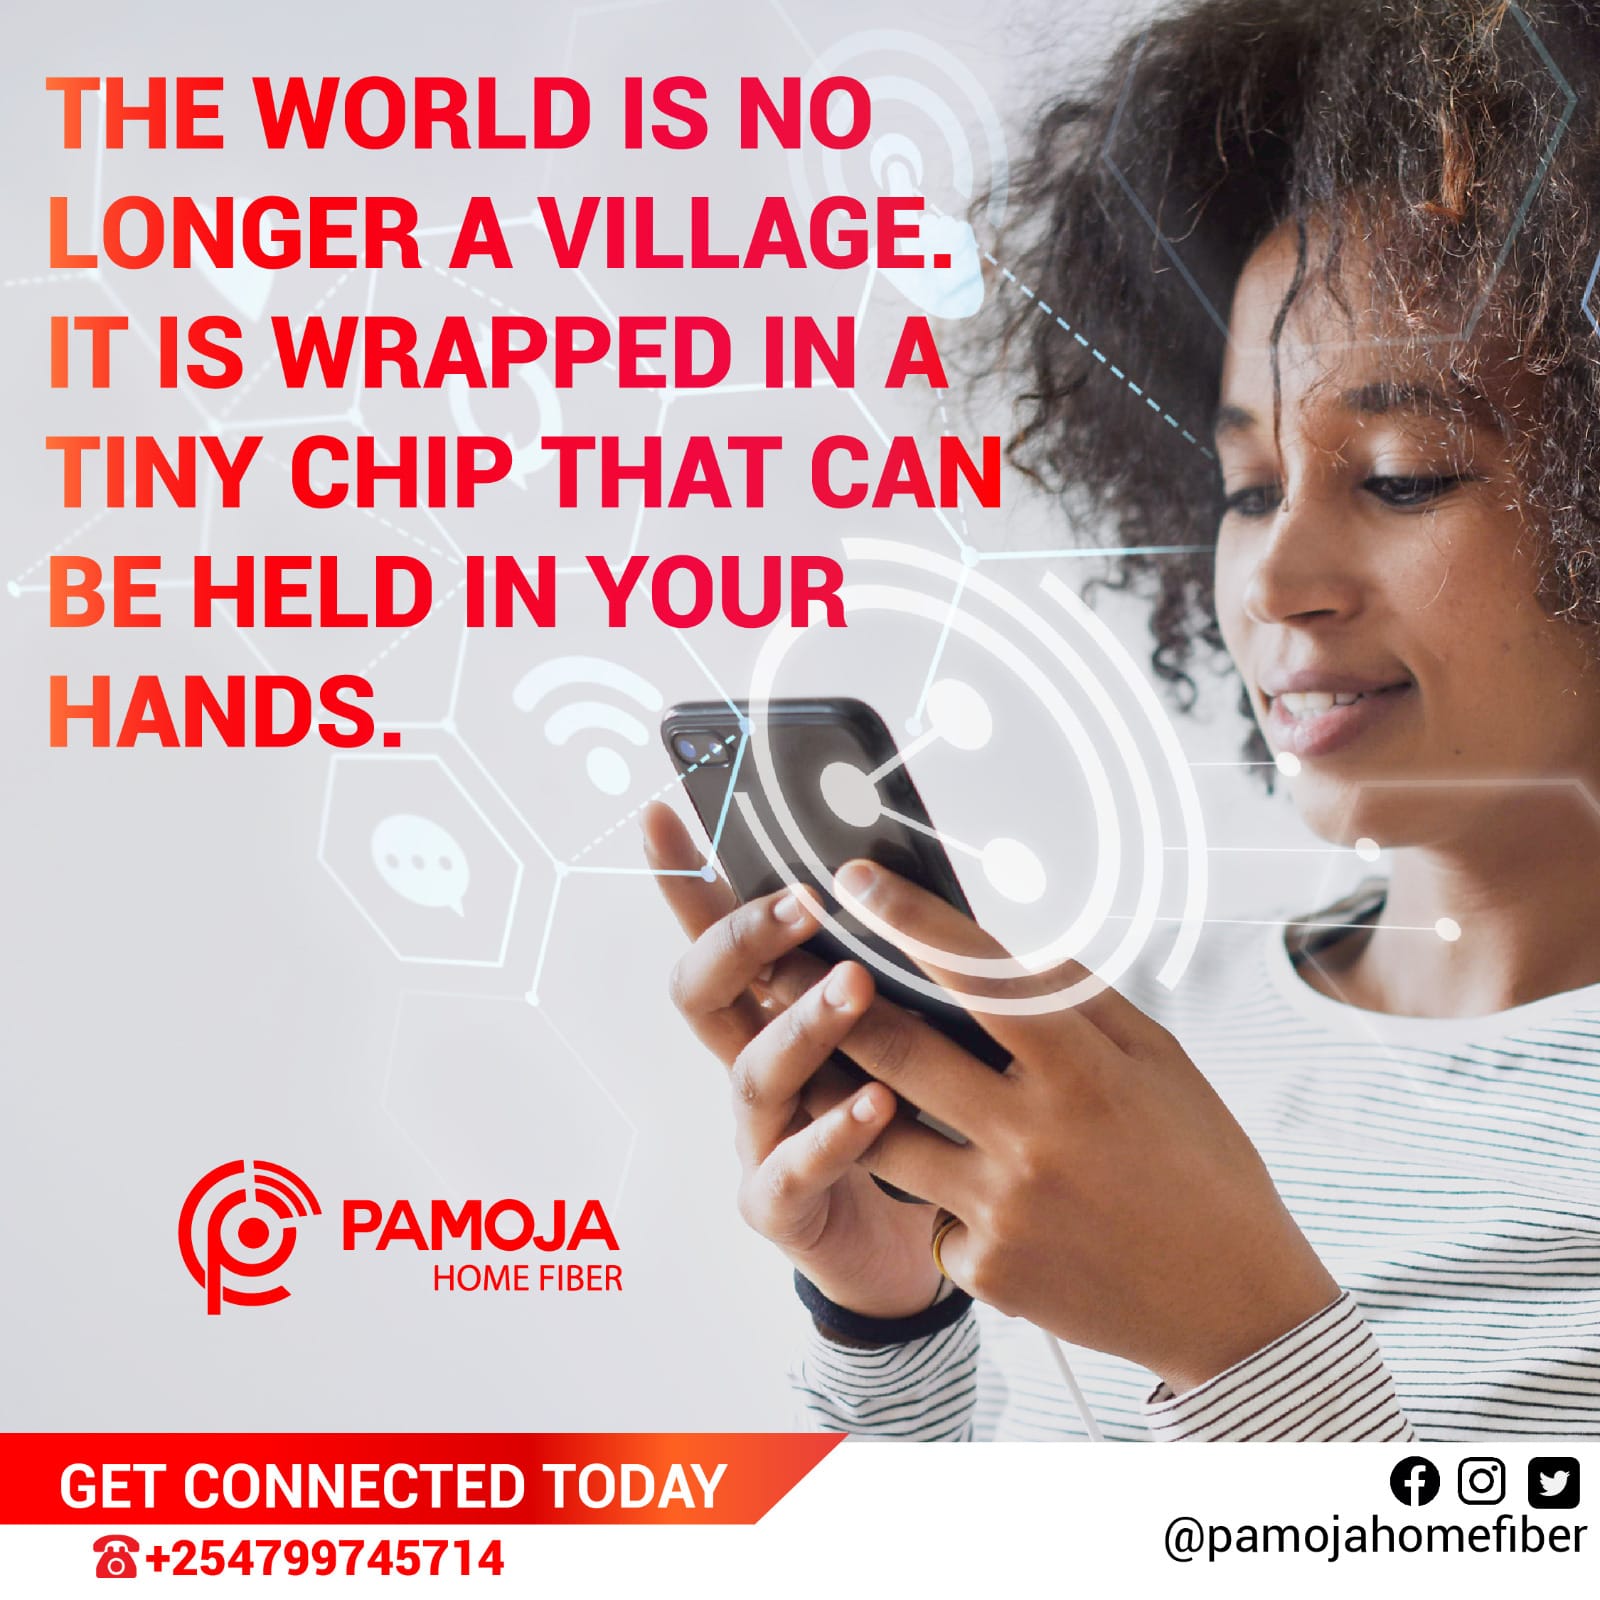 THE WORLD IS NO
LONGER A VILLAGE.
IT IS WRAPPED IN A
TINY CHIP THAT CAN
BE HELD IN YOUR
HANDS.
PAMOJA
HOME FIBER
GET CONNECTED TODAY
+254799745714
@pamojahomefiber